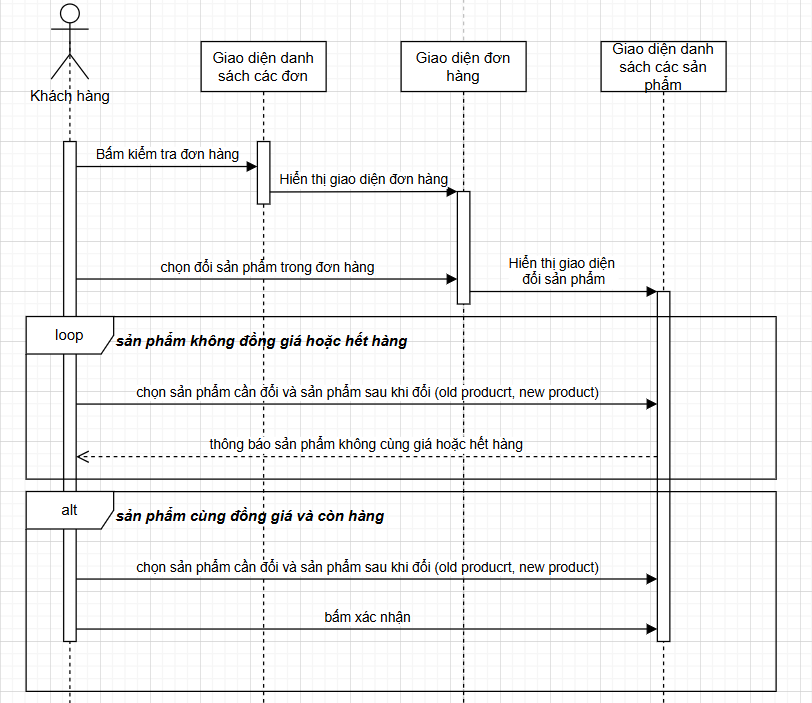 Giao diện danh
sách các đơn
Giao diện đơn
hàng
Giao diện danh
sách các sản
phẩm
Khách hàng
Bấm kiểm tra đơn hàng
Hiển thị giao diện đơn hàng
chọn đổi sản phẩm trong đơn hàng
Hiển thị giao diện
đổi sản phẩm
loop
sản phẩm không đồng giá hoặc hết hàng
chọn sản phẩm cần đổi và sản phẩm sau khi đổi (old producrt, new product)
thông báo sản phẩm không cùng giá hoặc hết hàng
alt
sản phẩm cùng đồng giá và còn hàng
chọn sản phẩm cần đổi và sản phẩm sau khi đổi (old producrt, new product)
bấm xác nhận